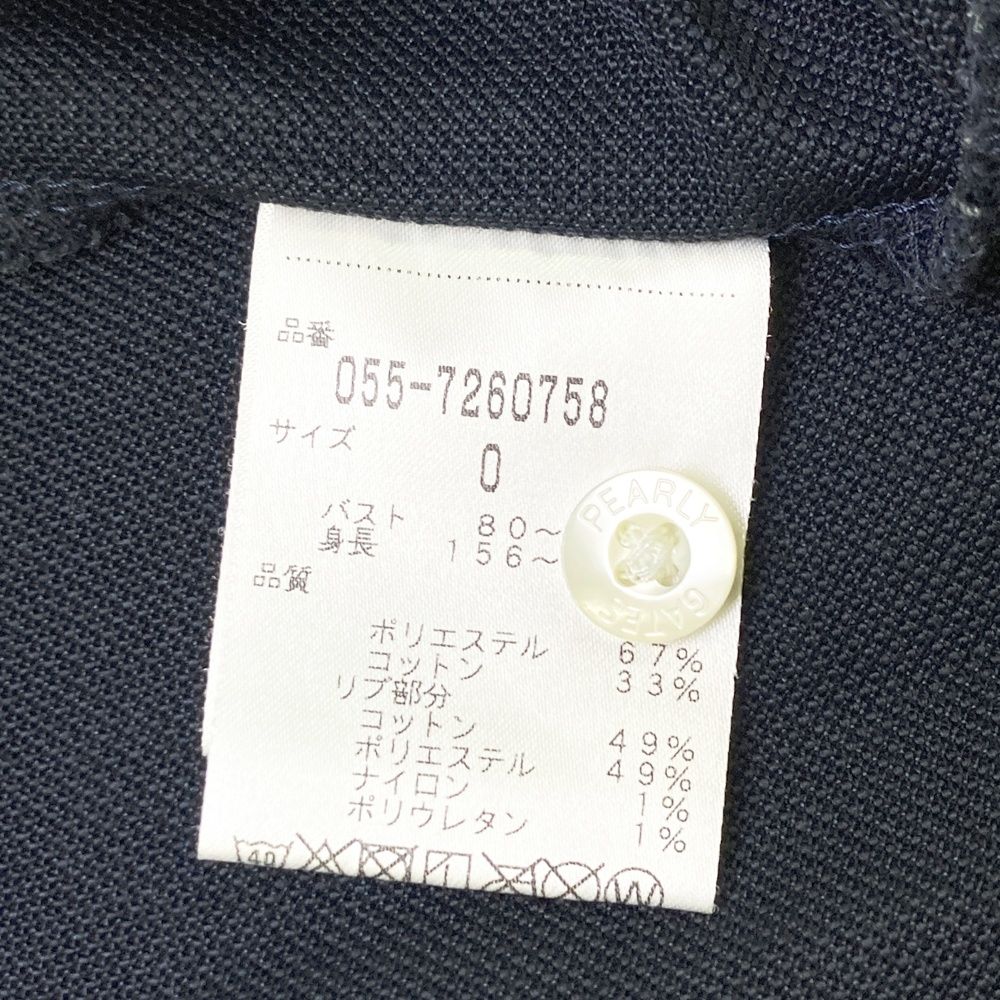 品番
055-7260758
サイズ
0
バスト 80~
身長 156~
PEARLY
GATES
品質
ポリエステル 67%
コットン 33%
リブ部分
コットン 49%
ポリエステル 49%
ナイロン 1%
ポリウレタン 1%
40
W